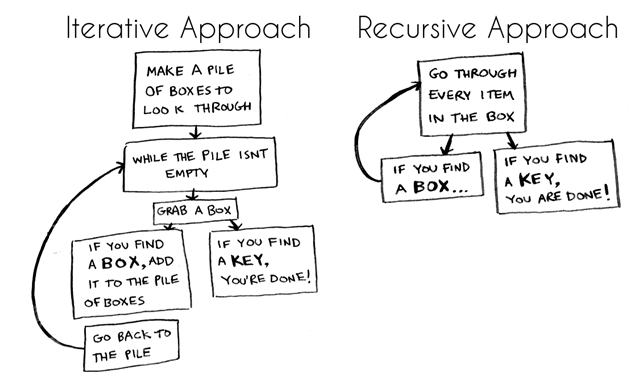 Iterative Approach
MAKE A PILE
OF BOXES TO
LOOK THROUGH
WHILE THE PILE ISNT
EMPTY
GRAB A BOX
IF YOU FIND
A BOX, ADD
IT TO THE PILE
OF BOXES
IF YOU FIND
A KEY,
YOU'RE DONE!
GO BACK TO
THE PILE
Recursive Approach
GO THROUGH
EVERY ITEM
IN THE BOX
IF YOU FIND
A BOX...
IF YOU FIND
A KEY,
YOU ARE DONE!